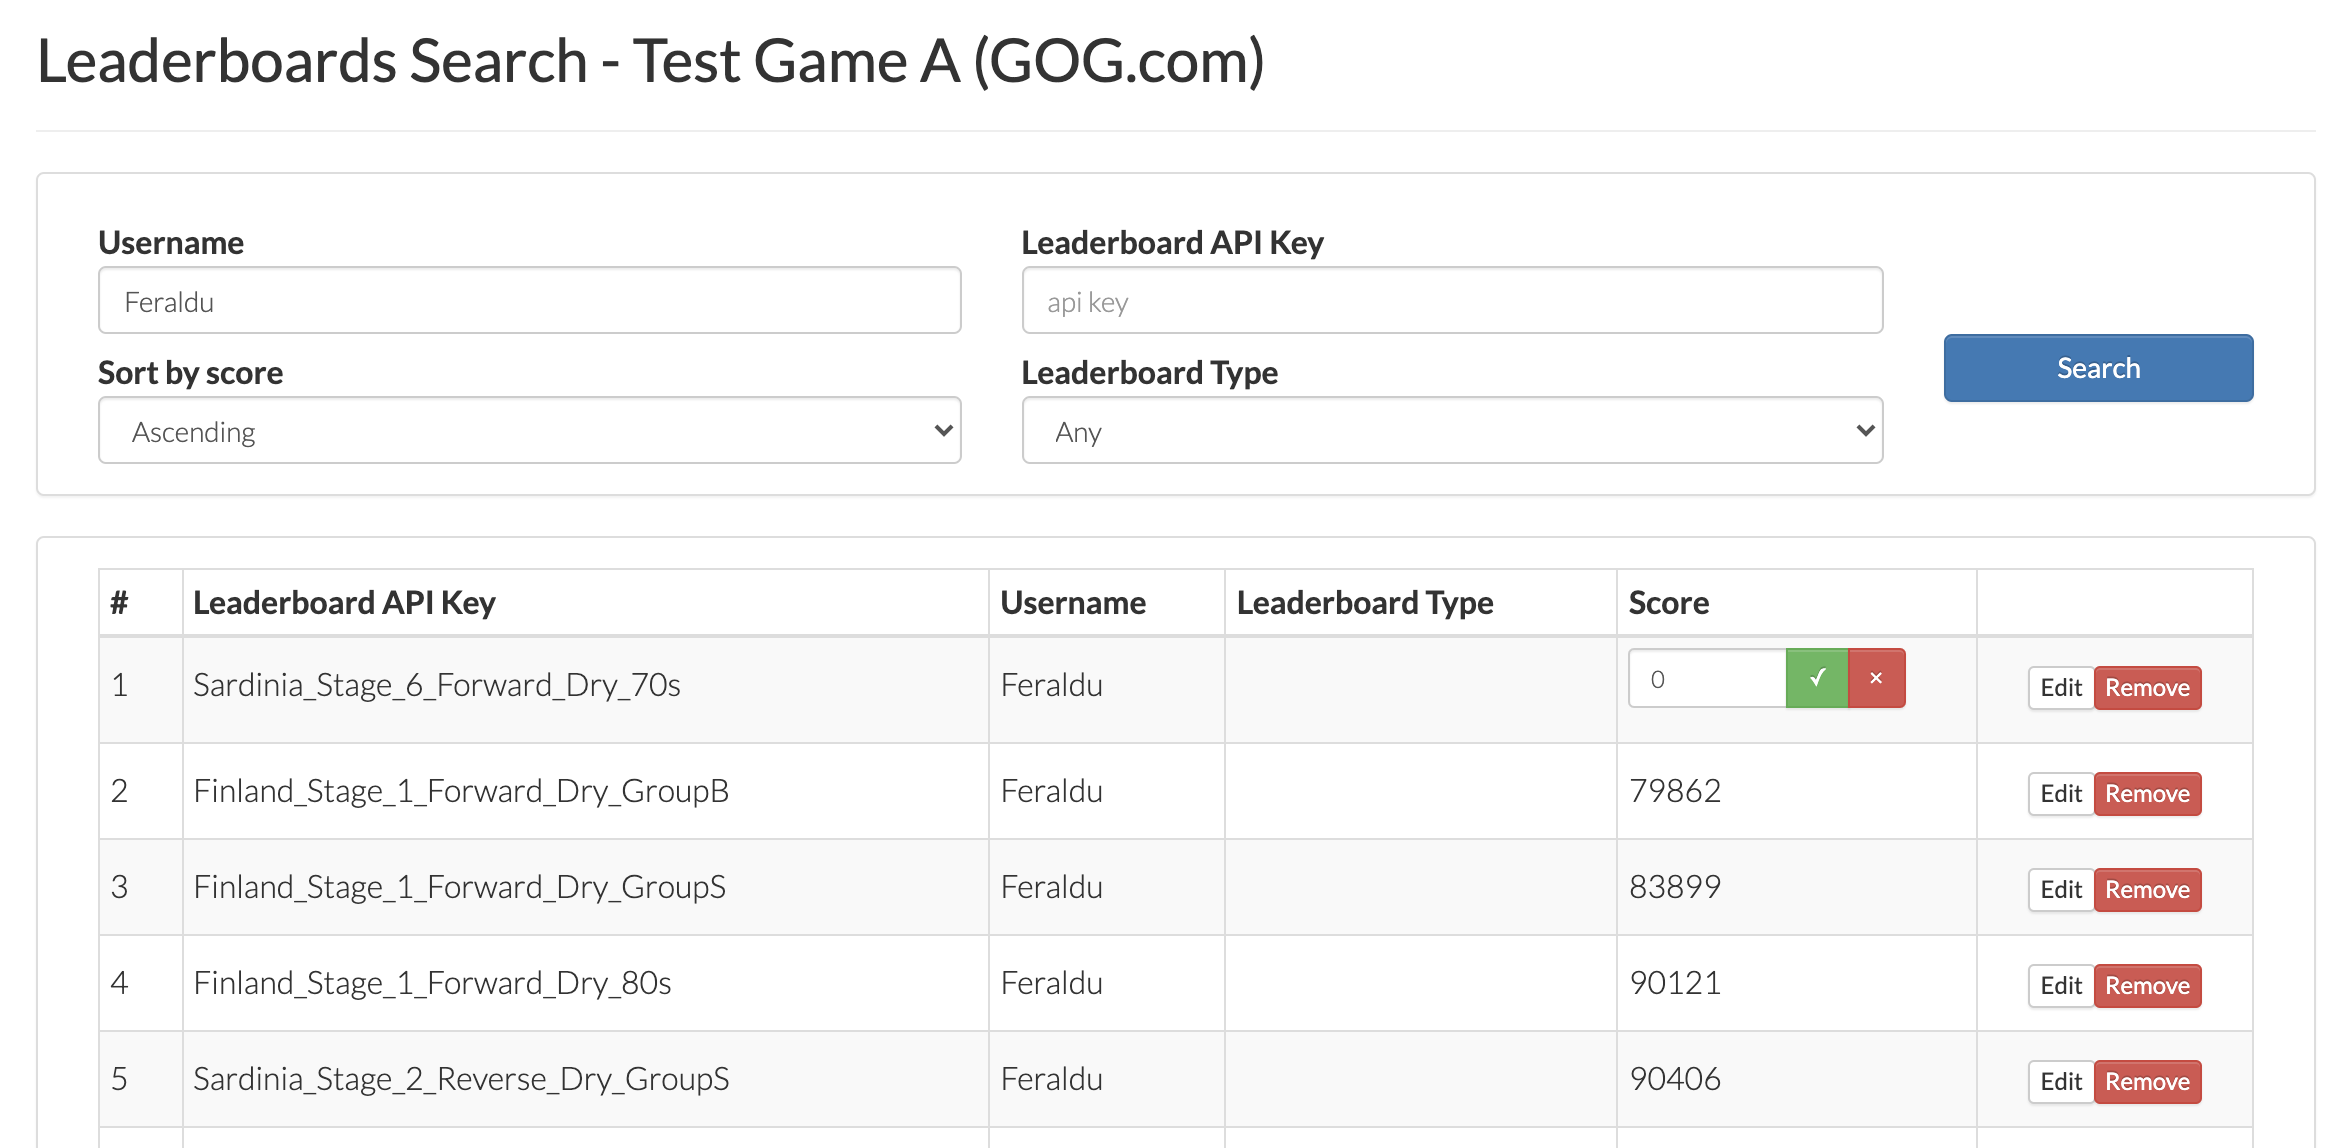 Leaderboards Search - Test Game A (GOG.com)
Username
Leaderboard API Key
Feraldu
api key
Search
Sort by score
Leaderboard Type
Ascending
Any
# Leaderboard API Key Username Leaderboard Type Score
1 Sardinia_Stage_6_Forward_Dry_70s Feraldu 0 ✓ × Edit Remove
2 Finland_Stage_1_Forward_Dry_GroupB Feraldu 79862 Edit Remove
3 Finland_Stage_1_Forward_Dry_GroupS Feraldu 83899 Edit Remove
4 Finland_Stage_1_Forward_Dry_80s Feraldu 90121 Edit Remove
5 Sardinia_Stage_2_Reverse_Dry_GroupS Feraldu 90406 Edit Remove